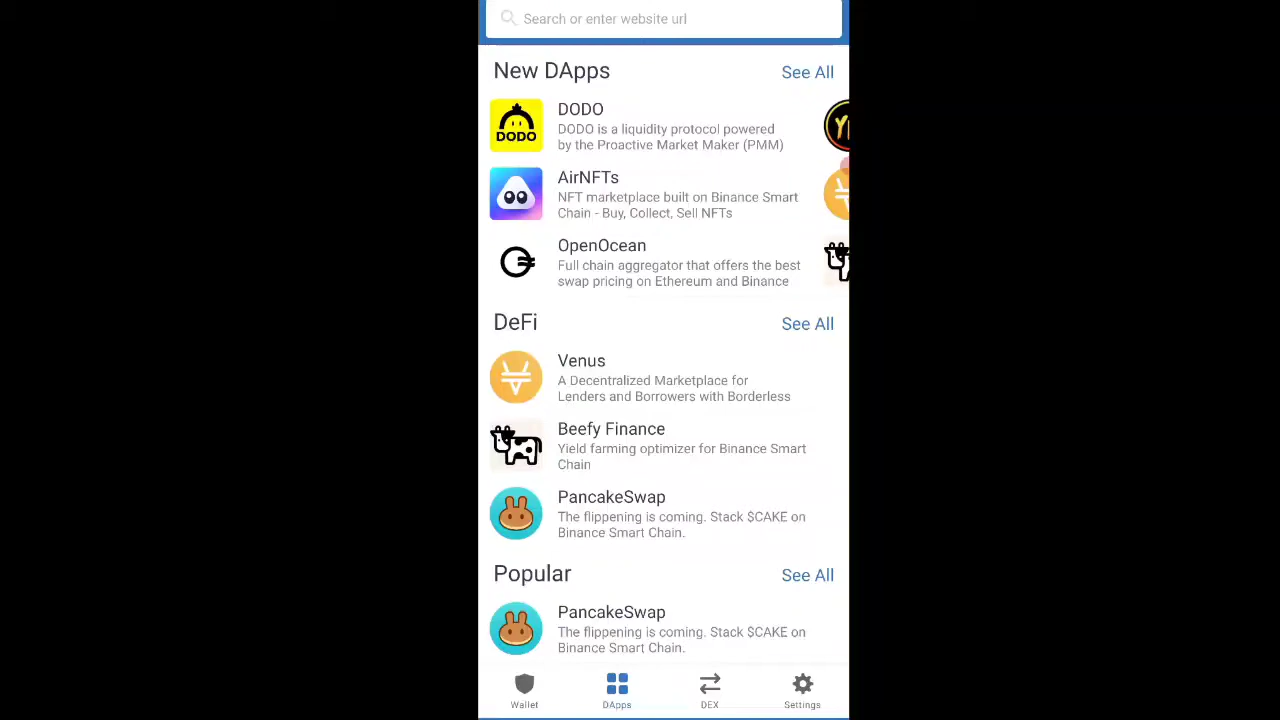 Search or enter website url
New DApps
See All
DODO
DODO
DODO is a liquidity protocol powered
by the Proactive Market Maker (PMM)
AirNFTs
NFT marketplace built on Binance Smart
Chain - Buy, Collect, Sell NFTs
OpenOcean
Full chain aggregator that offers the best
swap pricing on Ethereum and Binance
DeFi
See All
Venus
A Decentralized Marketplace for
Lenders and Borrowers with Borderless
Beefy Finance
Yield farming optimizer for Binance Smart
Chain
PancakeSwap
The flippening is coming. Stack $CAKE on
Binance Smart Chain.
Popular
See All
PancakeSwap
The flippening is coming. Stack $CAKE on
Binance Smart Chain.
Wallet
DApps
DEX
Settings